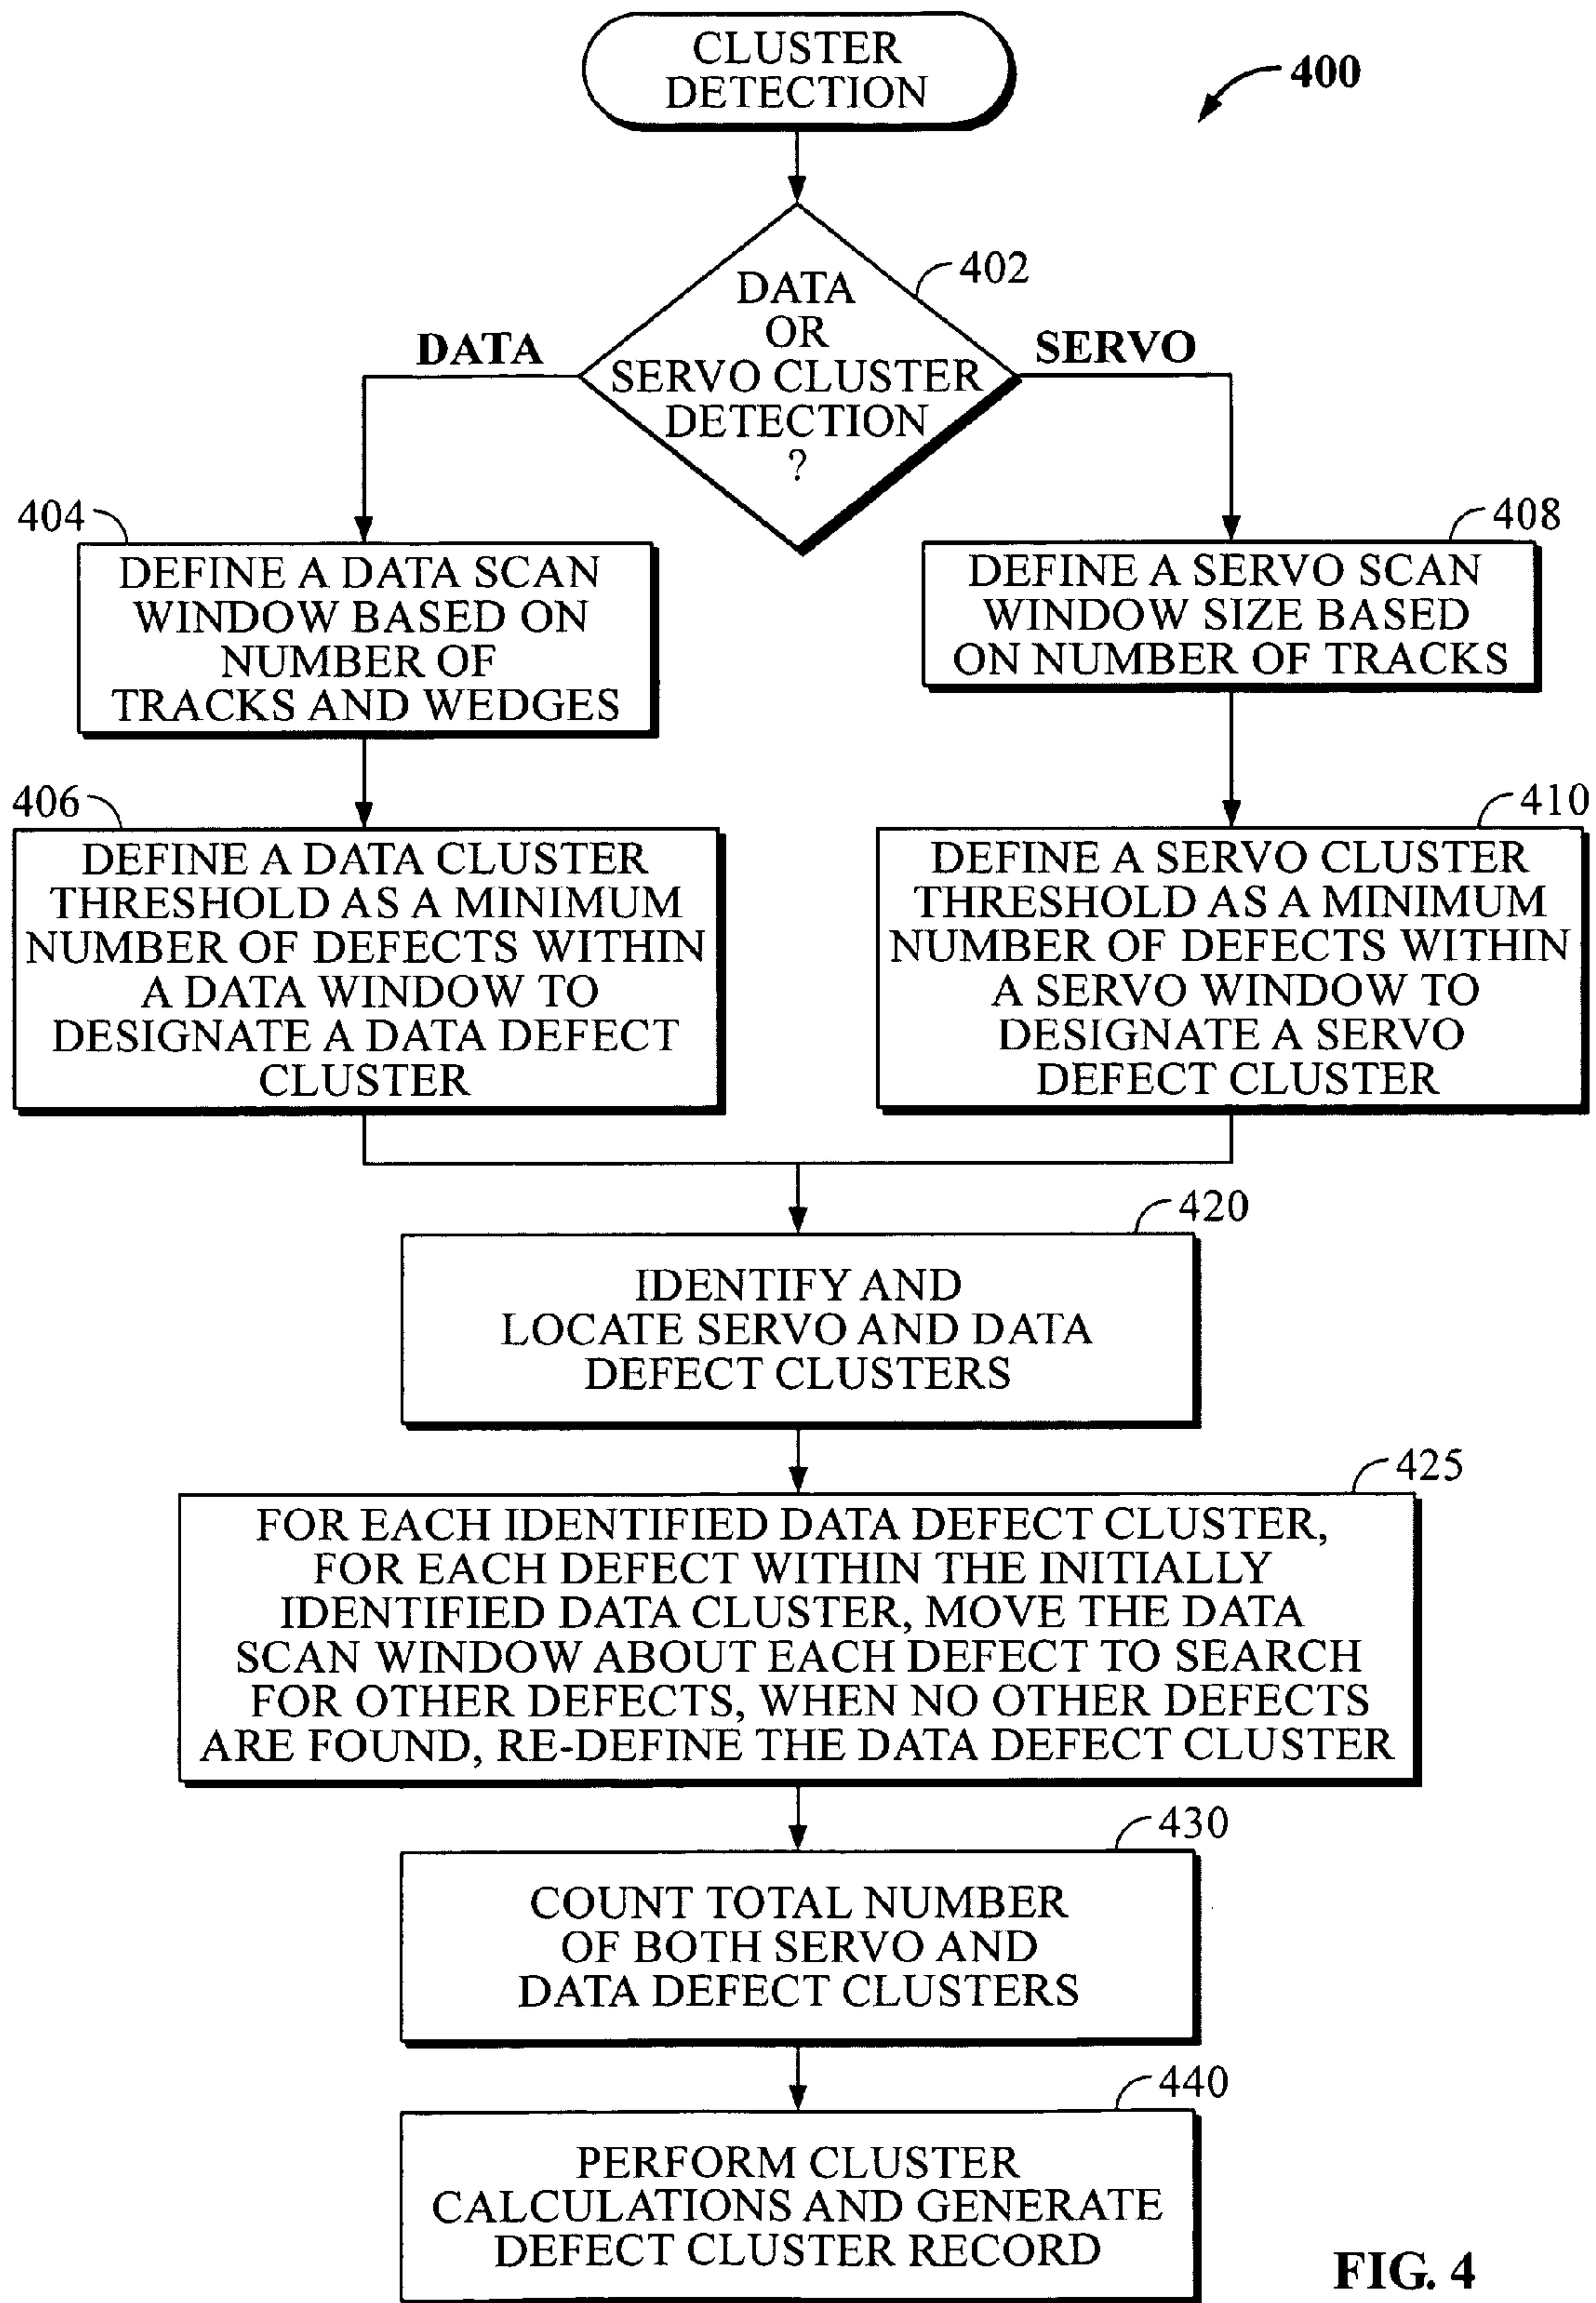 CLUSTER
DETECTION
400
402
DATA
OR
SERVO CLUSTER
DETECTION
?
DATA
SERVO
404
DEFINE A DATA SCAN
WINDOW BASED ON
NUMBER OF
TRACKS AND WEDGES
408
DEFINE A SERVO SCAN
WINDOW SIZE BASED
ON NUMBER OF TRACKS
406
DEFINE A DATA CLUSTER
THRESHOLD AS A MINIMUM
NUMBER OF DEFECTS WITHIN
A DATA WINDOW TO
DESIGNATE A DATA DEFECT
CLUSTER
410
DEFINE A SERVO CLUSTER
THRESHOLD AS A MINIMUM
NUMBER OF DEFECTS WITHIN
A SERVO WINDOW TO
DESIGNATE A SERVO
DEFECT CLUSTER
420
IDENTIFY AND
LOCATE SERVO AND DATA
DEFECT CLUSTERS
425
FOR EACH IDENTIFIED DATA DEFECT CLUSTER,
FOR EACH DEFECT WITHIN THE INITIALLY
IDENTIFIED DATA CLUSTER, MOVE THE DATA
SCAN WINDOW ABOUT EACH DEFECT TO SEARCH
FOR OTHER DEFECTS, WHEN NO OTHER DEFECTS
ARE FOUND, RE-DEFINE THE DATA DEFECT CLUSTER
430
COUNT TOTAL NUMBER
OF BOTH SERVO AND
DATA DEFECT CLUSTERS
440
PERFORM CLUSTER
CALCULATIONS AND GENERATE
DEFECT CLUSTER RECORD
FIG. 4